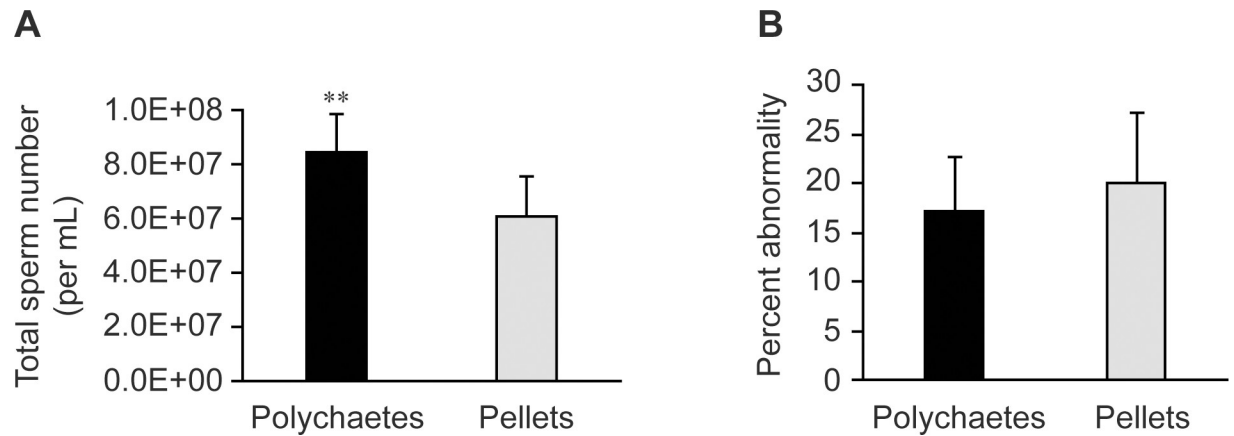 A
Total sperm number
(per mL)
1.0E+08
8.0E+07
6.0E+07
4.0E+07
2.0E+07
0.0E+00
**
Polychaetes Pellets
B
Percent abnormality
30
25
20
15
10
5
0
Polychaetes Pellets